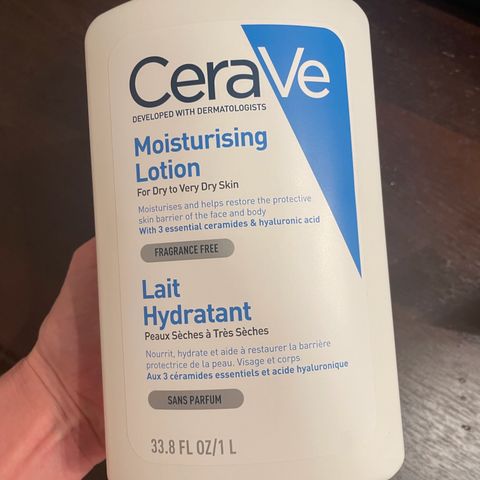 CeraVe
DEVELOPED WITH DERMATOLOGISTS
Moisturising
Lotion
For Dry to Very Dry Skin
Moisturises and helps restore the protective
skin barrier of the face and body
With 3 essential ceramides & hyaluronic acid
FRAGRANCE FREE
Lait
Hydratant
Peaux Sèches à Très Sèches
Nourrit, hydrate et aide à restaurer la barrière
protectrice de la peau. Visage et corps
Aux 3 céramides essentiels et acide hyaluronique
SANS PARFUM
33.8 FL OZ/1 L